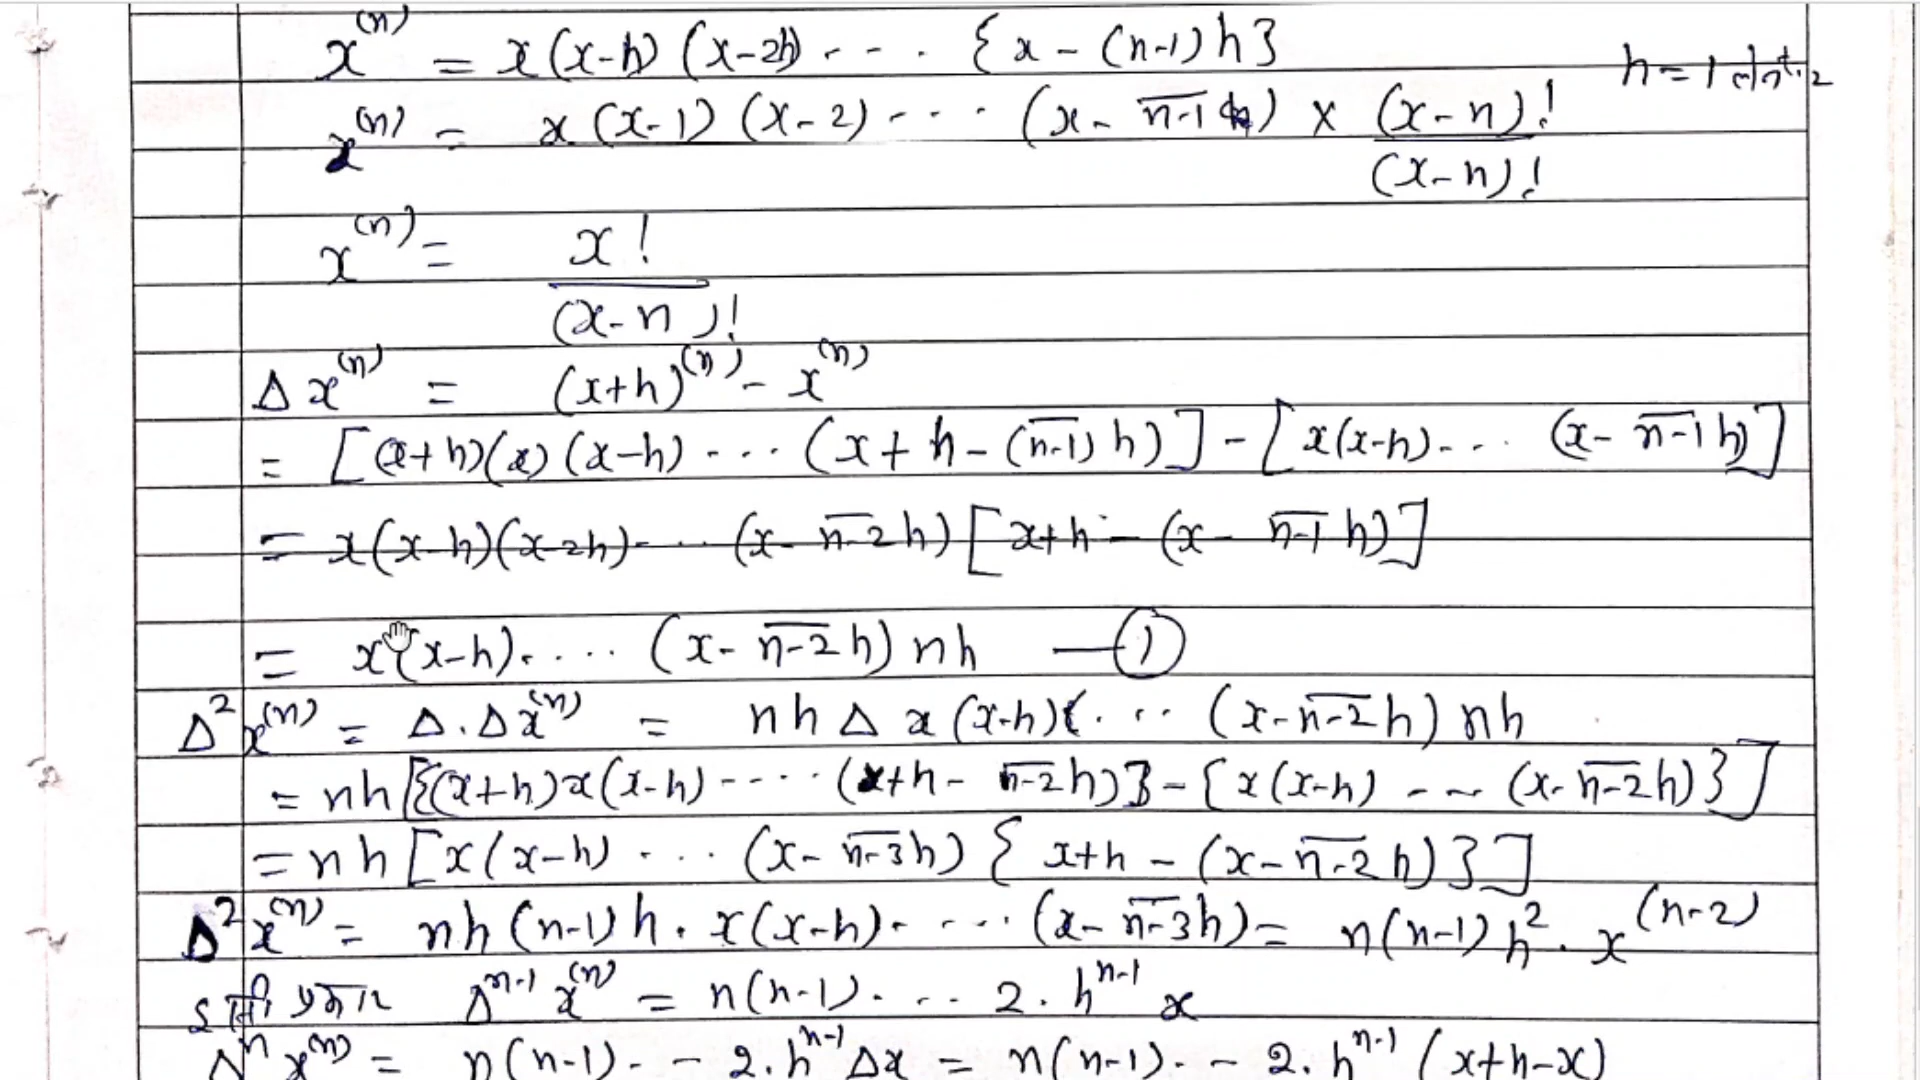 x^(n) = x(x-h)(x-2h)---- {x-(n-1)h}
h=1
x^(n) = x(x-1)(x-2)---- (x- n̅-̅1̅) × (x-n)!/(x-n)!
x^(n) = x!/(x-n)!
Δx^(n) = (x+h)^(n) - x^(n)
= [(x+h)(x)(x-h)---- (x+h-(n̅-̅1̅)h)] - [x(x-h)---- (x- n̅-̅1̅h)]
= x(x-h)(x-2h)---- (x- n̅-̅2̅h)[x+h - (x- n̅-̅1̅h)]
= x(x-h)..... (x- n̅-̅2̅h) nh —①
Δ²x^(n) = Δ.Δx^(n) = nhΔ x(x-h)(.... (x-n̅-̅2̅h) nh
= nh[{(x+h)x(x-h)----- (x+h- n̅-̅2̅h)} - {x(x-h) --- (x-n̅-̅2̅h)}]
= nh[x(x-h) .... (x- n̅-̅3̅h) {x+h - (x-n̅-̅2̅h)}]
Δ²x^(n) = nh(n-1)h. x(x-h)----- (x- n̅-̅3̅h) = n(n-1)h². x^(n-2)
इसी प्रकार Δ^n-1 x^(n) = n(n-1).--- 2.h^n-1 x
Δ^n x^(n) = n(n-1).-- 2.h^n-1 Δx = n(n-1).-- 2.h^n-1 (x+h-x)